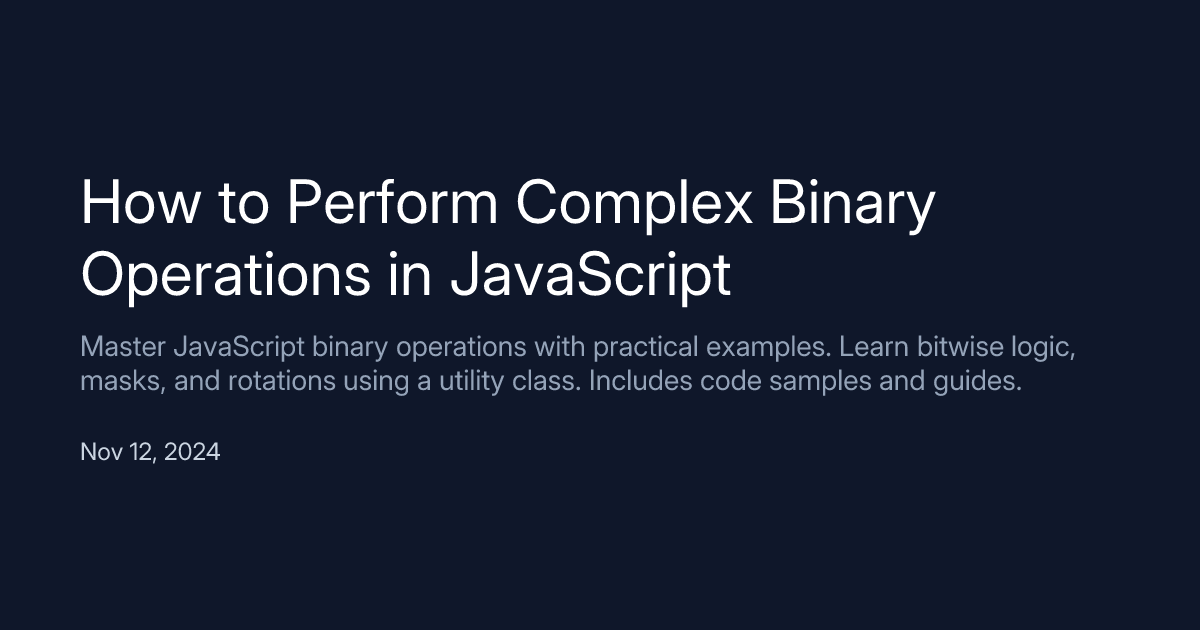 How to Perform Complex Binary
Operations in JavaScript
Master JavaScript binary operations with practical examples. Learn bitwise logic,
masks, and rotations using a utility class. Includes code samples and guides.
Nov 12, 2024